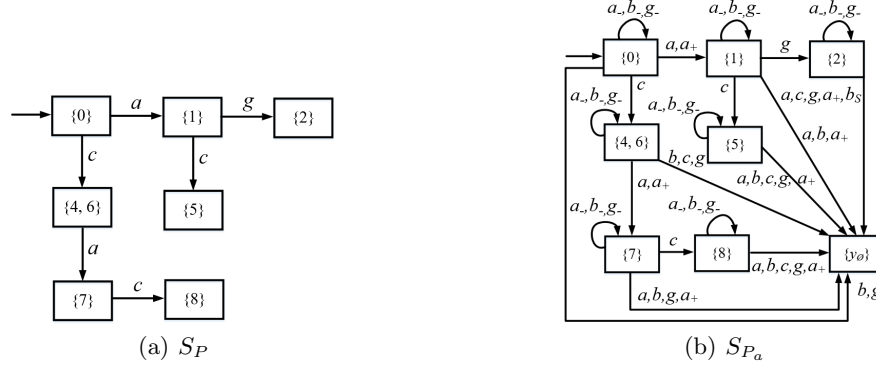 a₋,b₋,g₋ a₋,b₋,g₋ a₋,b₋,g₋
{0} a,a₊ {1} g {2}
c c a,c,g,a₊,b_S
{0} a {1} g {2}
a₋,b₋,g₋ a₋,b₋,g₋
c c
{4, 6} {5} a,b,a₊
b,c,g a,b,c,g, a₊
{4, 6} {5}
a,a₊
a a₋,b₋,g₋ a₋,b₋,g₋
{7} c {8} a,b,c,g,a₊ {y_ø}
{7} c {8}
a,b,g,a₊ b,g
(a) S_P (b) S_{P_a}